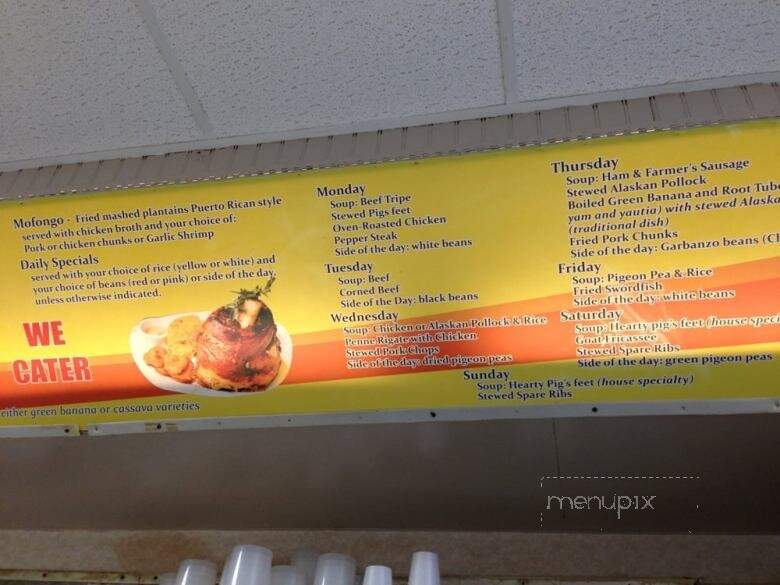 Mofongo - Fried mashed plantains Puerto Rican style
served with chicken broth and your choice of:
Pork or chicken chunks or Garlic Shrimp
Daily Specials
served with your choice of rice (yellow or white) and
your choice of beans (red or pink) or side of the day,
unless otherwise indicated.
WE
CATER
either green banana or cassava varieties
Monday
Soup: Beef Tripe
Stewed Pigs feet
Oven-Roasted Chicken
Pepper Steak
Side of the day: white beans
Tuesday
Soup: Beef
Corned Beef
Side of the Day: black beans
Wednesday
Soup: Chicken or Alaskan Pollock & Rice
Penne Rigate with Chicken
Stewed Pork Chops
Side of the day: dried pigeon peas
Thursday
Soup: Ham & Farmer's Sausage
Stewed Alaskan Pollock
Boiled Green Banana and Root Tub
yam and yautia) with stewed Alaska
(traditional dish)
Fried Pork Chunks
Side of the day: Garbanzo beans (Ch
Friday
Soup: Pigeon Pea & Rice
Fried Swordfish
Side of the day: white beans
Saturday
Soup: Hearty pig's feet (house speci
Goat Fricassee
Stewed Spare Ribs
Side of the day: green pigeon peas
Sunday
Soup: Hearty Pig's feet (house specialty)
Stewed Spare Ribs
menupix